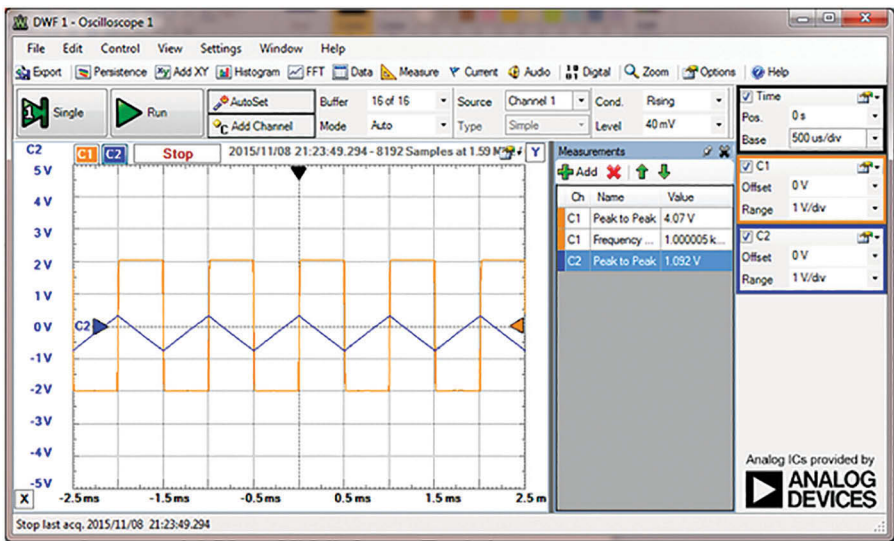 DWF 1 - Oscilloscope 1
File Edit Control View Settings Window Help
Export Persistence Add XY Histogram FFT Data Measure Current Audio Digital Zoom Options Help
Single Run AutoSet Buffer 16 of 16 Source Channel 1 Cond. Rising
Add Channel Mode Auto Type Simple Level 40 mV
Time
Pos. 0 s
Base 500 us/div
C2 C1 C2 Stop 2015/11/08 21:23:49.294 - 8192 Samples at 1.59 Y
5 V
4 V
3 V
2 V
1 V
0 V
-1 V
-2 V
-3 V
-4 V
-5 V
C2
X -2.5 ms -1.5 ms -0.5 ms 0.5 ms 1.5 ms 2.5 m
Measurements
Add
Ch Name Value
C1 Peak to Peak 4.07 V
C1 Frequency ... 1.000005 k...
C2 Peak to Peak 1.092 V
C1
Offset 0 V
Range 1 V/div
C2
Offset 0 V
Range 1 V/div
Analog ICs provided by
ANALOG
DEVICES
Stop last acq. 2015/11/08 21:23:49.294